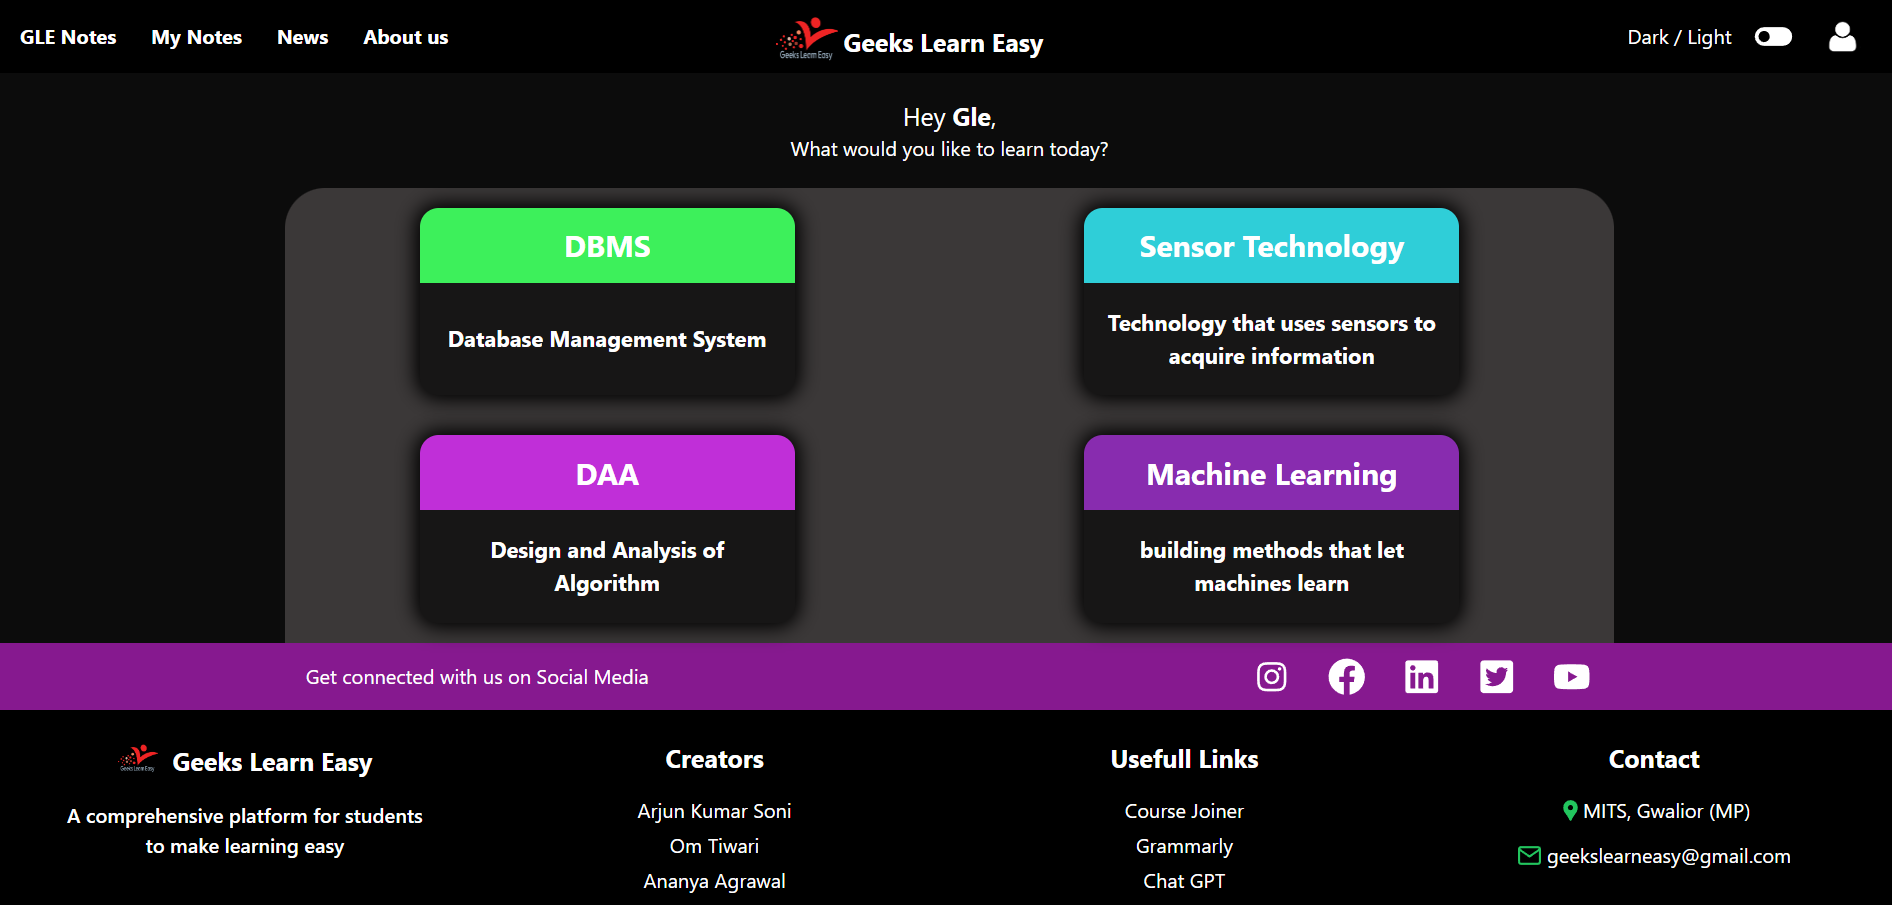 GLE Notes
My Notes
News
About us
Geeks Learn Easy
Geeks Learn Easy
Dark / Light
Hey Gle,
What would you like to learn today?
DBMS
Database Management System
Sensor Technology
Technology that uses sensors to
acquire information
DAA
Design and Analysis of
Algorithm
Machine Learning
building methods that let
machines learn
Get connected with us on Social Media
Geeks Learn Easy
Geeks Learn Easy
A comprehensive platform for students
to make learning easy
Creators
Arjun Kumar Soni
Om Tiwari
Ananya Agrawal
Usefull Links
Course Joiner
Grammarly
Chat GPT
Contact
MITS, Gwalior (MP)
geekslearneasy@gmail.com